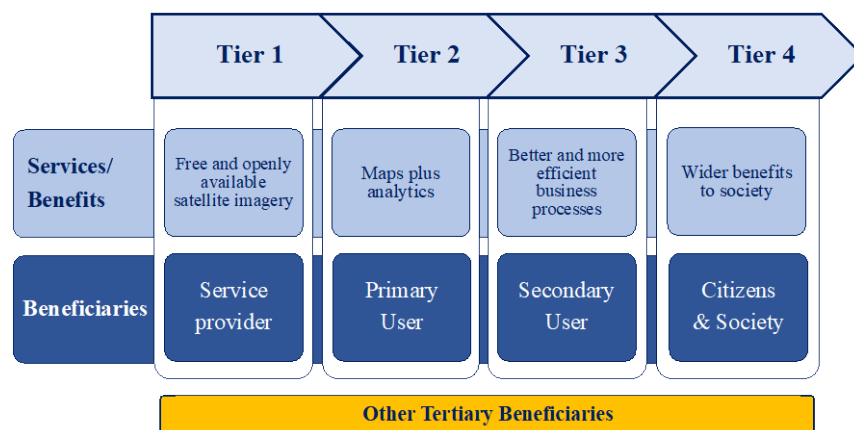 Tier 1
Tier 2
Tier 3
Tier 4
Services/
Benefits
Free and openly
available
satellite imagery
Maps plus
analytics
Better and more
efficient
business
processes
Wider benefits
to society
Beneficiaries
Service
provider
Primary
User
Secondary
User
Citizens
& Society
Other Tertiary Beneficiaries